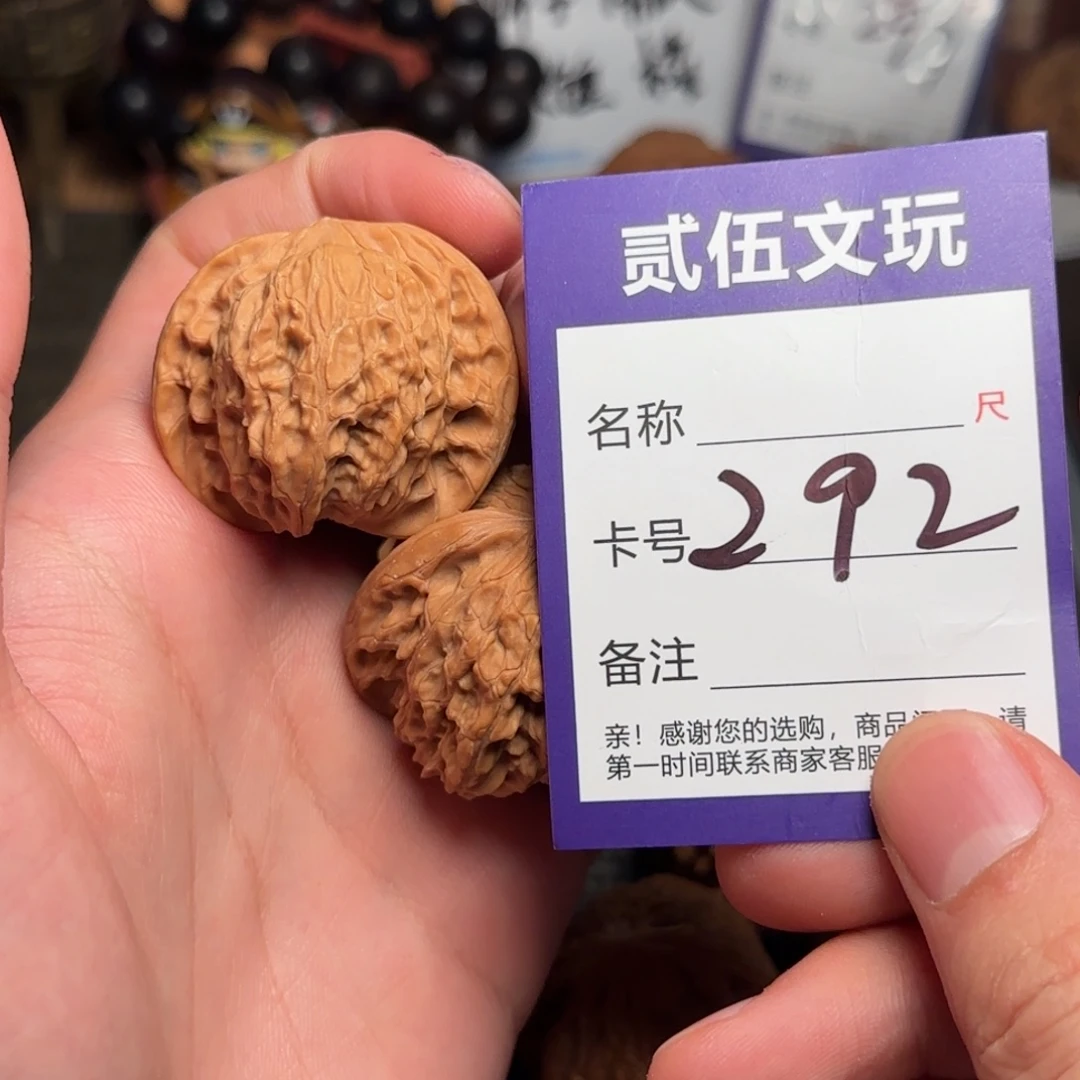 贰伍文玩
名称 尺
卡号 292
备注
亲！感谢您的选购，商品 请
第一时间联系商家客服